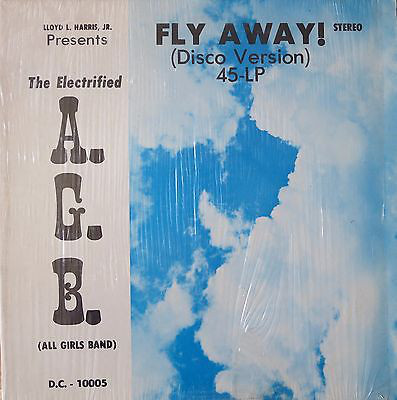 LLOYD L. HARRIS, JR.
Presents
The Electrified
A.
G.
B.
(ALL GIRLS BAND)
D.C. - 10005
FLY AWAY! STEREO
(Disco Version)
45-LP